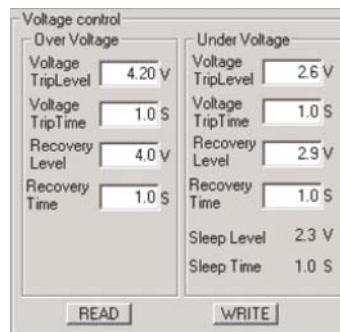 Voltage control
Over Voltage
Voltage
TripLevel 4.20 V
Voltage
TripTime 1.0 S
Recovery
Level 4.0 V
Recovery
Time 1.0 S
Under Voltage
Voltage
TripLevel 2.6 V
Voltage
TripTime 1.0 S
Recovery
Level 2.9 V
Recovery
Time 1.0 S
Sleep Level 2.3 V
Sleep Time 1.0 S
READ
WRITE